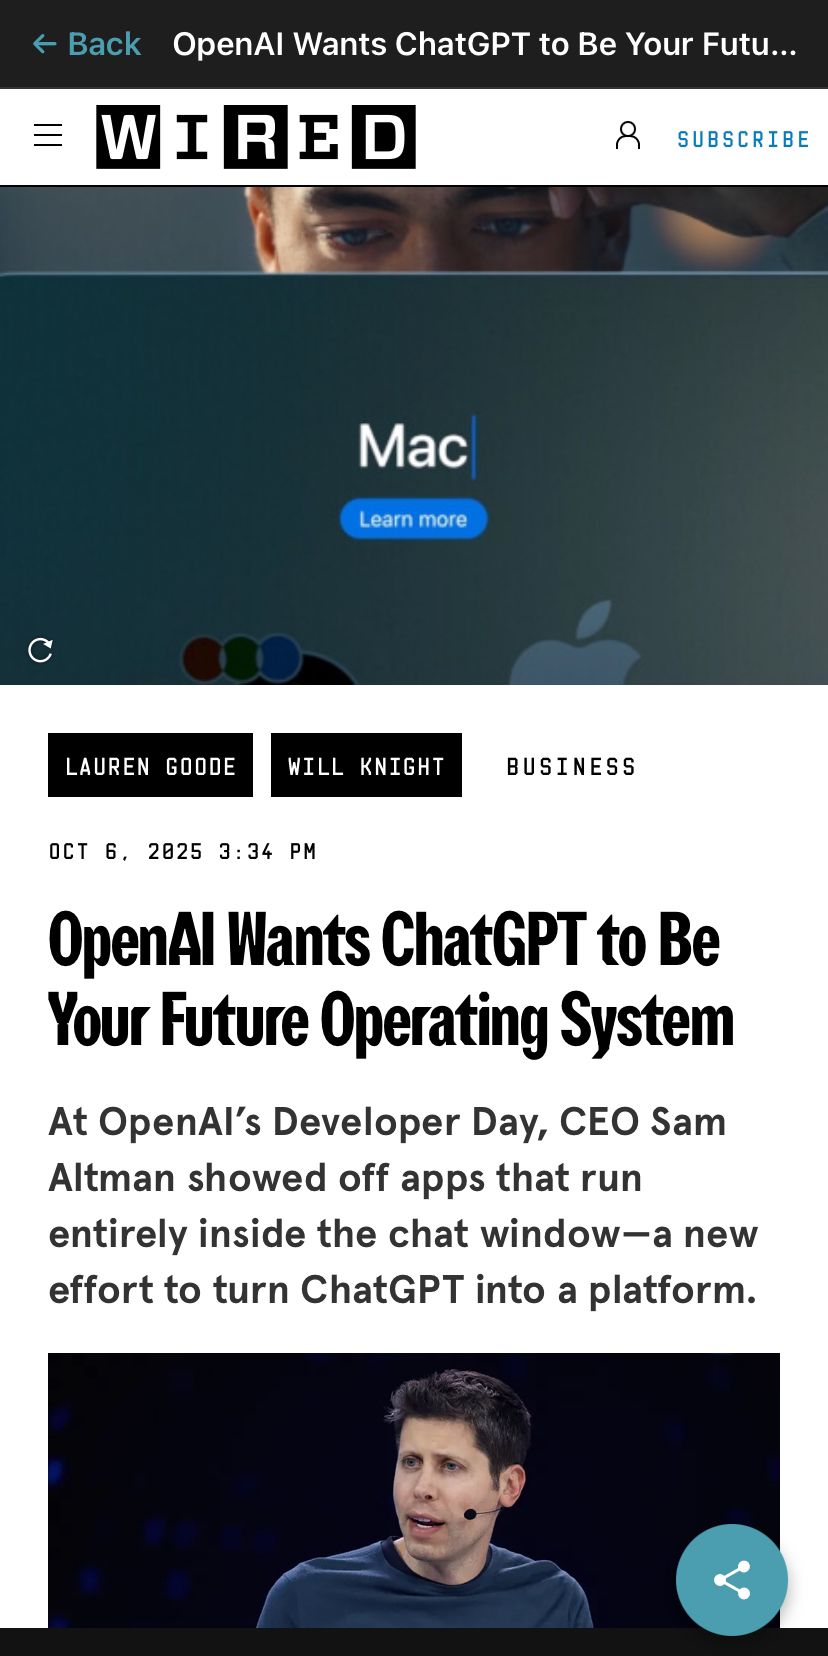 ← Back OpenAI Wants ChatGPT to Be Your Futu...
WIRED SUBSCRIBE
Mac
Learn more
LAUREN GOODE WILL KNIGHT BUSINESS
OCT 6, 2025 3:34 PM
OpenAI Wants ChatGPT to Be
Your Future Operating System
At OpenAI’s Developer Day, CEO Sam
Altman showed off apps that run
entirely inside the chat window—a new
effort to turn ChatGPT into a platform.